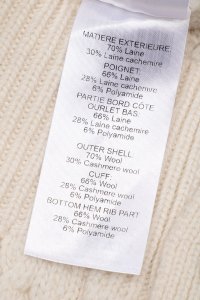 MATIERE EXTERIEURE.
70% Laine
30% Laine cachemire
POIGNET.
66% Laine
28% Laine cachemire
6% Polyamide
PARTIE BORD CÔTE
OURLET BAS.
66% Laine
28% Laine cachemire
6% Polyamide
OUTER SHELL.
70% Wool
30% Cashmere wool
CUFF.
66% Wool
28% Cashmere wool
6% Polyamide
BOTTOM HEM RIB PART.
66% Wool
28% Cashmere wool
6% Polyamide